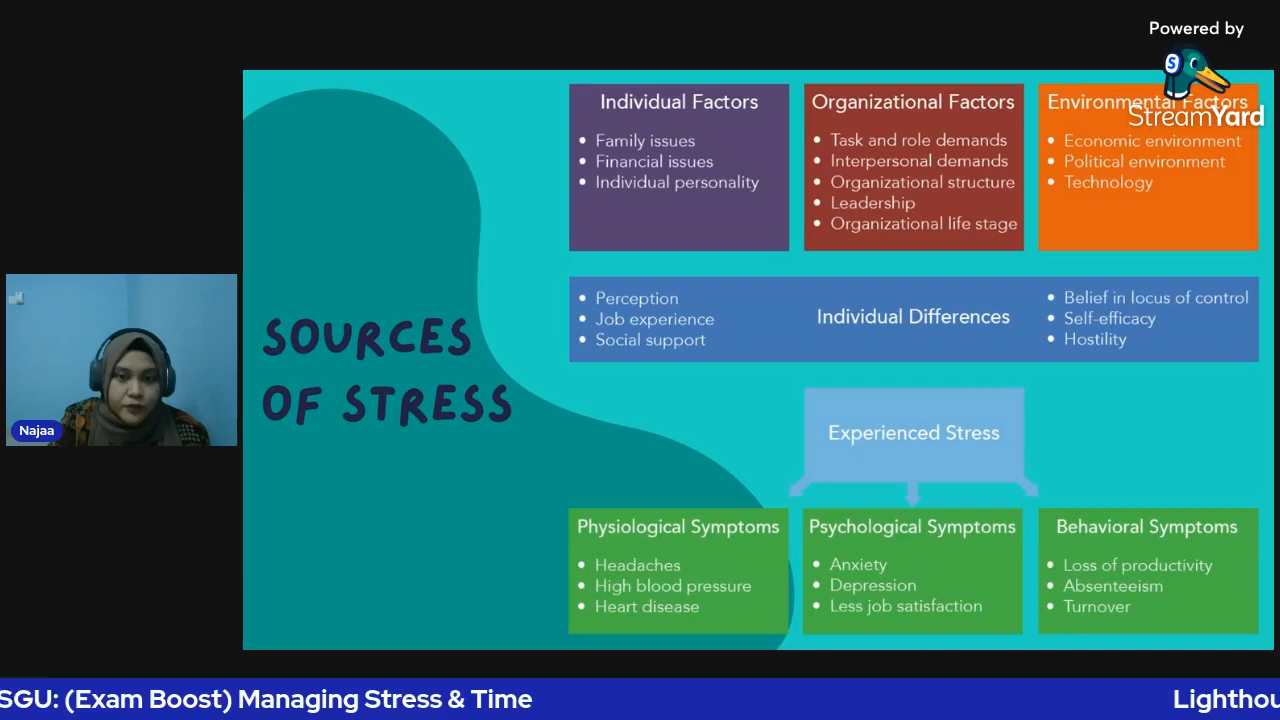 Powered by
StreamYard
SOURCES
OF STRESS
Individual Factors
• Family issues
• Financial issues
• Individual personality
Organizational Factors
• Task and role demands
• Interpersonal demands
• Organizational structure
• Leadership
• Organizational life stage
Environmental Factors
• Economic environment
• Political environment
• Technology
• Perception
• Job experience
• Social support
Individual Differences
• Belief in locus of control
• Self-efficacy
• Hostility
Experienced Stress
Physiological Symptoms
• Headaches
• High blood pressure
• Heart disease
Psychological Symptoms
• Anxiety
• Depression
• Less job satisfaction
Behavioral Symptoms
• Loss of productivity
• Absenteeism
• Turnover
Najaa
SGU: (Exam Boost) Managing Stress & Time
Lighthou